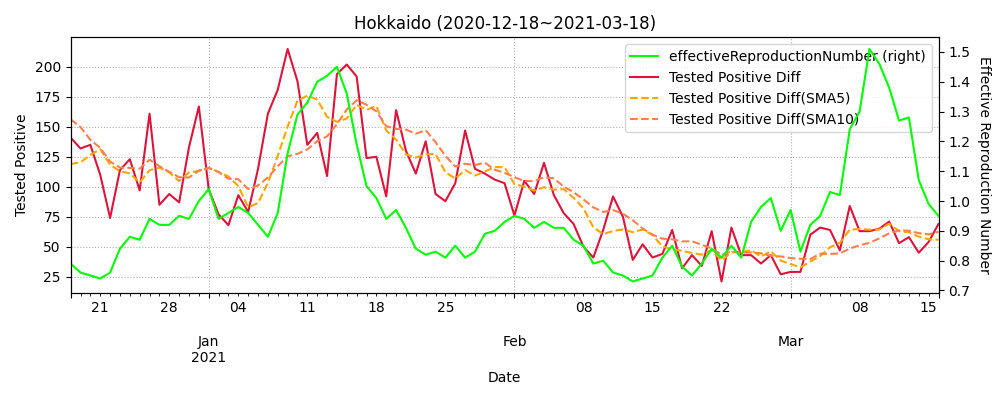 Hokkaido (2020-12-18~2021-03-18)
effectiveReproductionNumber (right)
Tested Positive Diff
Tested Positive Diff(SMA5)
Tested Positive Diff(SMA10)
Tested Positive
200
175
150
125
100
75
50
25
1.5
1.4
1.3
1.2
1.1
1.0
0.9
0.8
0.7
Effective Reproduction Number
21 28 04 11 18 25 08 15 22 08 15
Jan Feb Mar
2021
Date